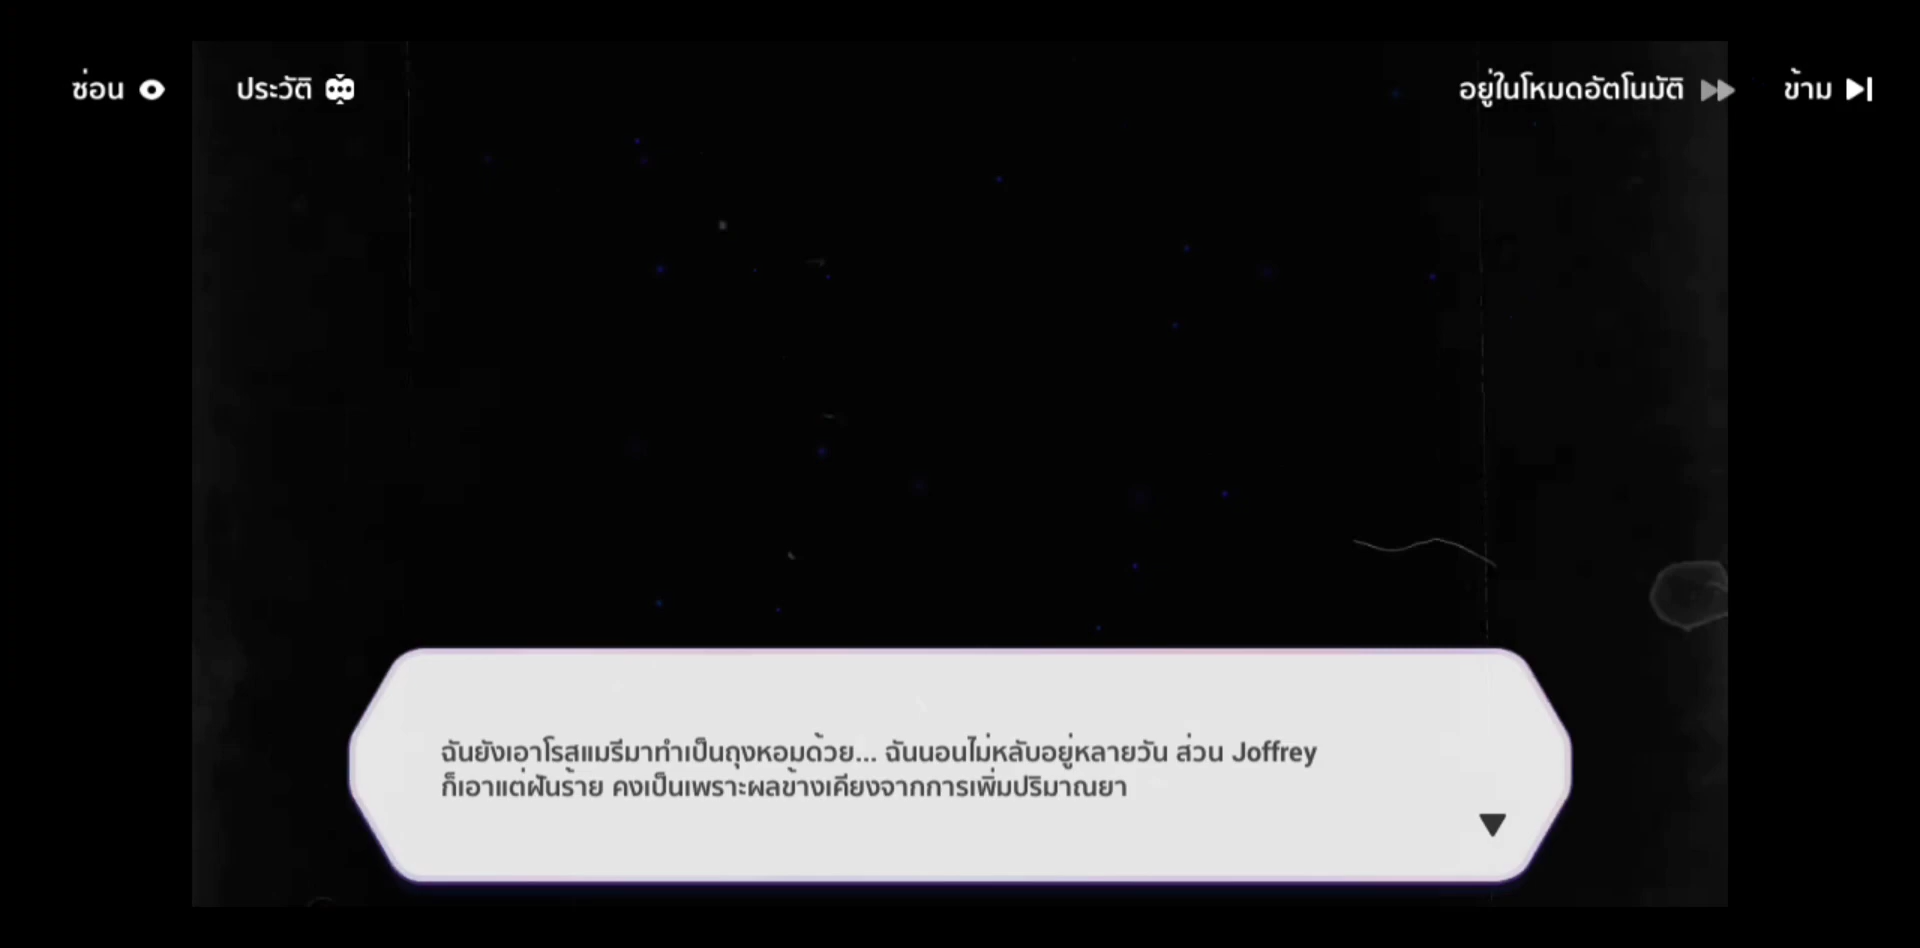 ซ่อน
ประวัติ
อยู่ในโหมดอัตโนมัติ
ข้าม
ฉันยังเอาโรสแมรีมาทำเป็นถุงหอมด้วย... ฉันนอนไม่หลับอยู่หลายวัน ส่วน Joffrey
ก็เอาแต่ฝันร้าย คงเป็นเพราะผลข้างเคียงจากการเพิ่มปริมาณยา